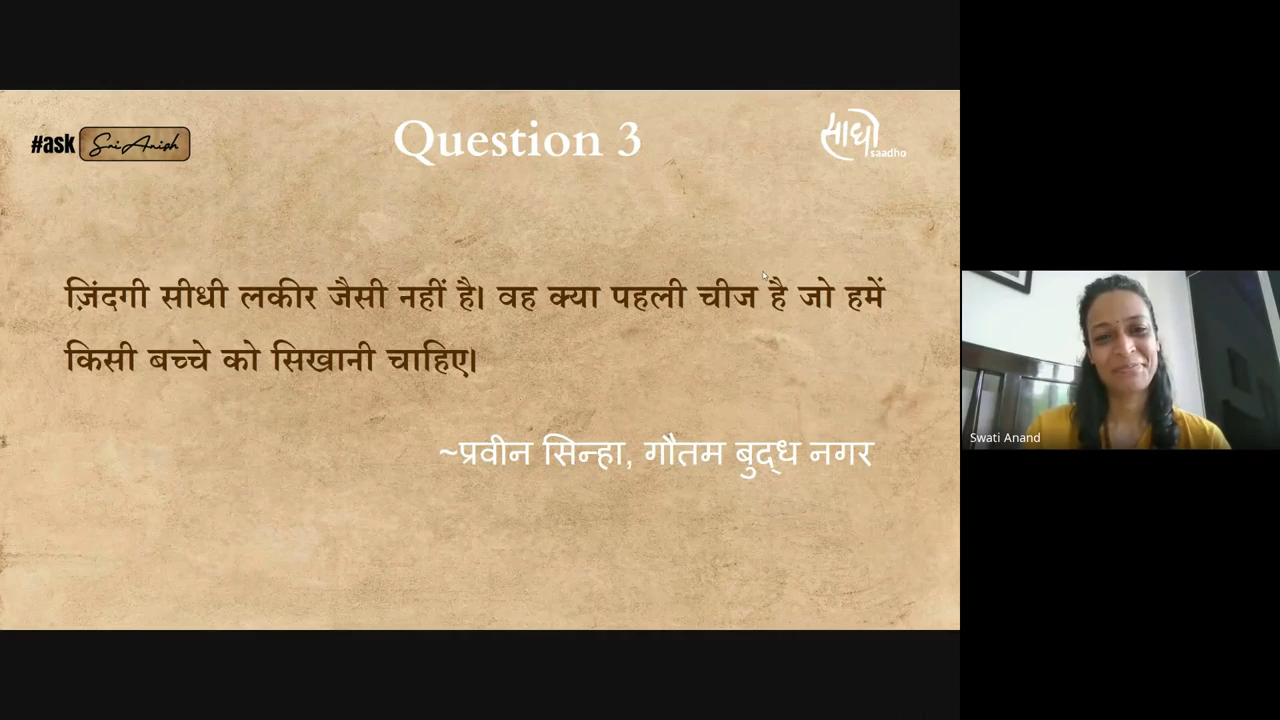 #ask Sri Anish
Question 3
साधो
saadho
ज़िंदगी सीधी लकीर जैसी नहीं है। वह क्या पहली चीज है जो हमें
किसी बच्चे को सिखानी चाहिए।
~प्रवीन सिन्हा, गौतम बुद्ध नगर
Swati Anand